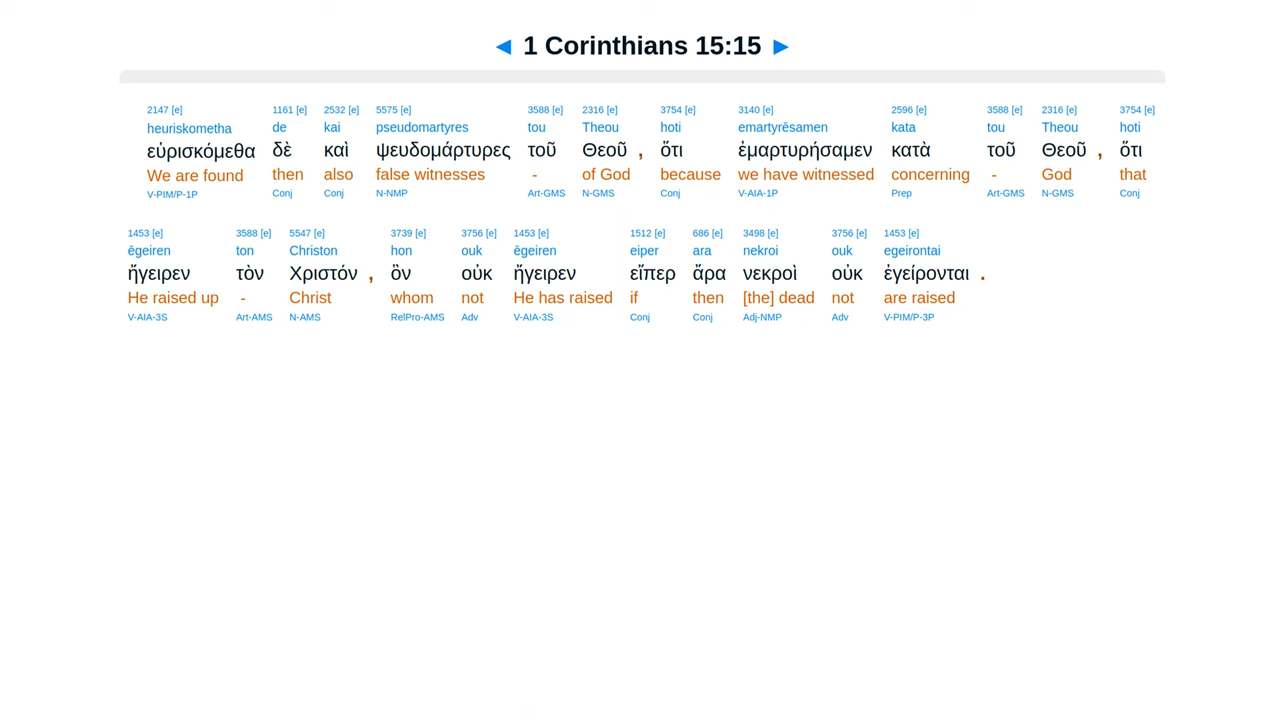 ◄ 1 Corinthians 15:15 ►
2147 [e] 1161 [e] 2532 [e] 5575 [e] 3588 [e] 2316 [e] 3754 [e] 3140 [e] 2596 [e] 3588 [e] 2316 [e] 3754 [e]
heuriskometha de kai pseudomartyres tou Theou hoti emartyrēsamen kata tou Theou hoti
εὑρισκόμεθα δὲ καὶ ψευδομάρτυρες τοῦ Θεοῦ , ὅτι ἐμαρτυρήσαμεν κατὰ τοῦ Θεοῦ , ὅτι
We are found then also false witnesses - of God because we have witnessed concerning - God that
V-PIM/P-1P Conj Conj N-NMP Art-GMS N-GMS Conj V-AIA-1P Prep Art-GMS N-GMS Conj
1453 [e] 3588 [e] 5547 [e] 3739 [e] 3756 [e] 1453 [e] 1512 [e] 686 [e] 3498 [e] 3756 [e] 1453 [e]
ēgeiren ton Christon hon ouk ēgeiren eiper ara nekroi ouk egeirontai
ἤγειρεν τὸν Χριστόν , ὃν οὐκ ἤγειρεν εἴπερ ἄρα νεκροὶ οὐκ ἐγείρονται .
He raised up - Christ whom not He has raised if then [the] dead not are raised
V-AIA-3S Art-AMS N-AMS RelPro-AMS Adv V-AIA-3S Conj Conj Adj-NMP Adv V-PIM/P-3P